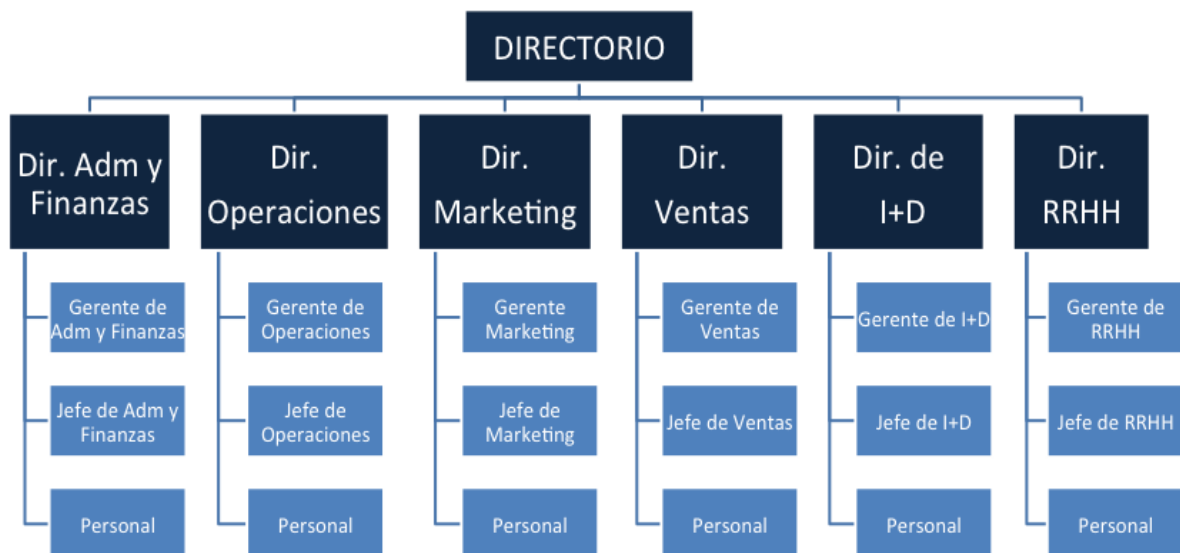 DIRECTORIO
Dir. Adm y
Finanzas
Dir.
Operaciones
Dir.
Marketing
Dir.
Ventas
Dir. de
I+D
Dir.
RRHH
Gerente de
Adm y Finanzas
Gerente de
Operaciones
Gerente
Marketing
Gerente de
Ventas
Gerente de I+D
Gerente de
RRHH
Jefe de Adm y
Finanzas
Jefe de
Operaciones
Jefe de
Marketing
Jefe de Ventas
Jefe de I+D
Jefe de RRHH
Personal
Personal
Personal
Personal
Personal
Personal